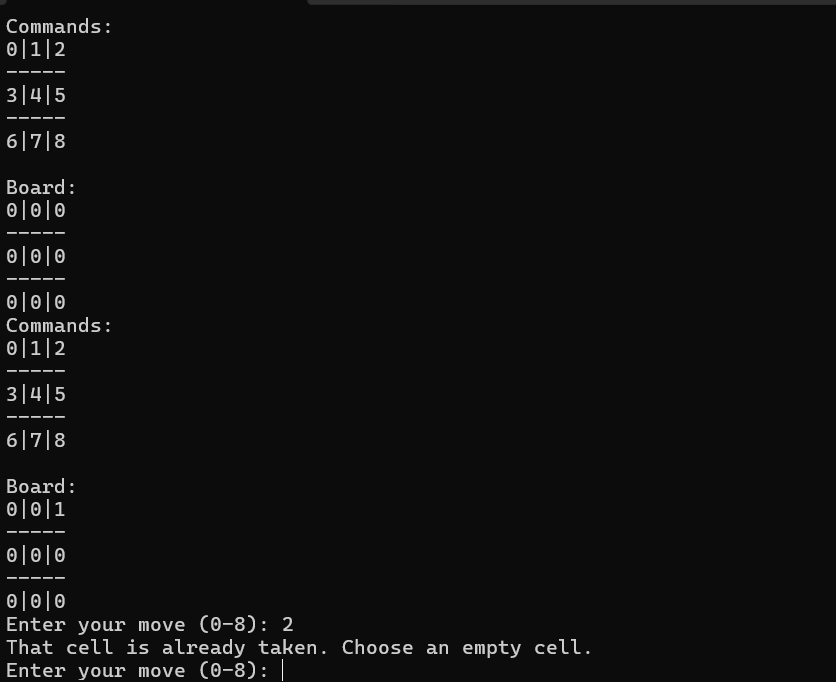 Commands:
0|1|2
-----
3|4|5
-----
6|7|8
Board:
0|0|0
-----
0|0|0
-----
0|0|0
Commands:
0|1|2
-----
3|4|5
-----
6|7|8
Board:
0|0|1
-----
0|0|0
-----
0|0|0
Enter your move (0-8): 2
That cell is already taken. Choose an empty cell.
Enter your move (0-8):